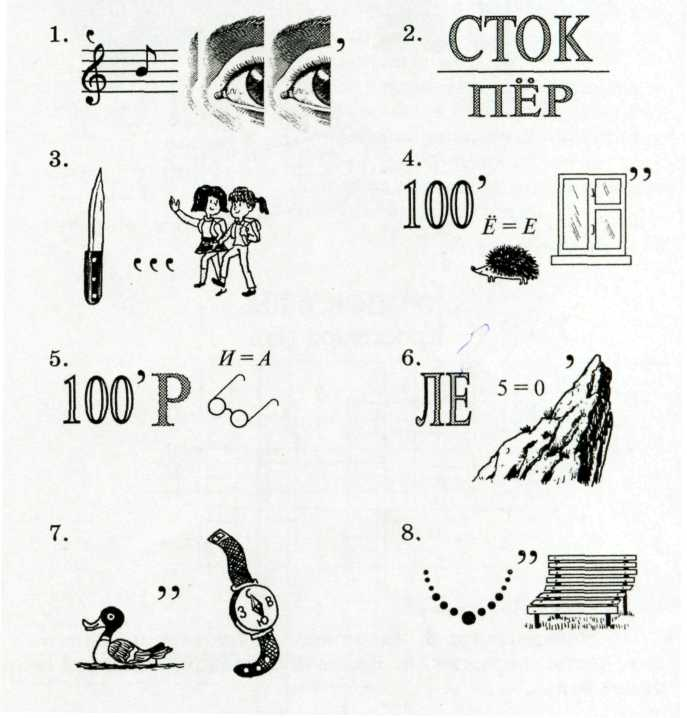 1.
2.
СТОК
ПЁР
3.
4.
100’
Ё = Е
”
5.
И = А
100’ Р
6.
ЛЕ 5 = 0 ’
7.
”
З В
8.
”